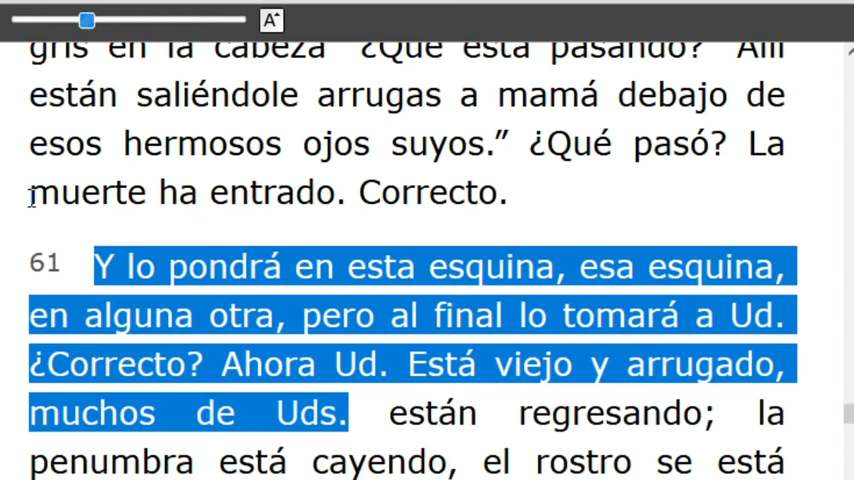 A
gris en la cabeza ¿Qué está pasando? Allí
están saliéndole arrugas a mamá debajo de
esos hermosos ojos suyos.” ¿Qué pasó? La
muerte ha entrado. Correcto.
61 Y lo pondrá en esta esquina, esa esquina,
en alguna otra, pero al final lo tomará a Ud.
¿Correcto? Ahora Ud. Está viejo y arrugado,
muchos de Uds. están regresando; la
penumbra está cayendo, el rostro se está